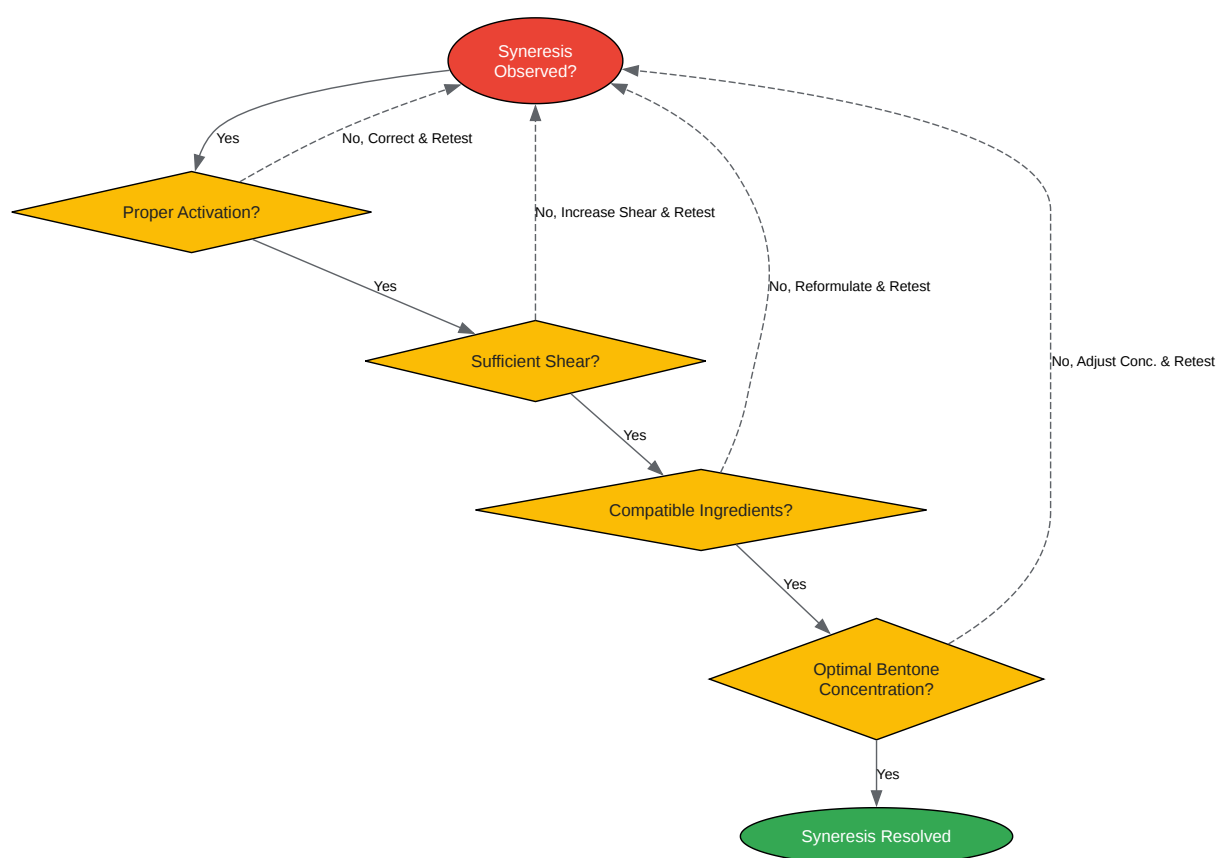 Syneresis
Observed?
Yes
No, Correct & Retest
Proper Activation?
No, Increase Shear & Retest
Yes
No, Reformulate & Retest
Sufficient Shear?
No, Adjust Conc. & Retest
Yes
Compatible Ingredients?
Yes
Optimal Bentone
Concentration?
Yes
Syneresis Resolved